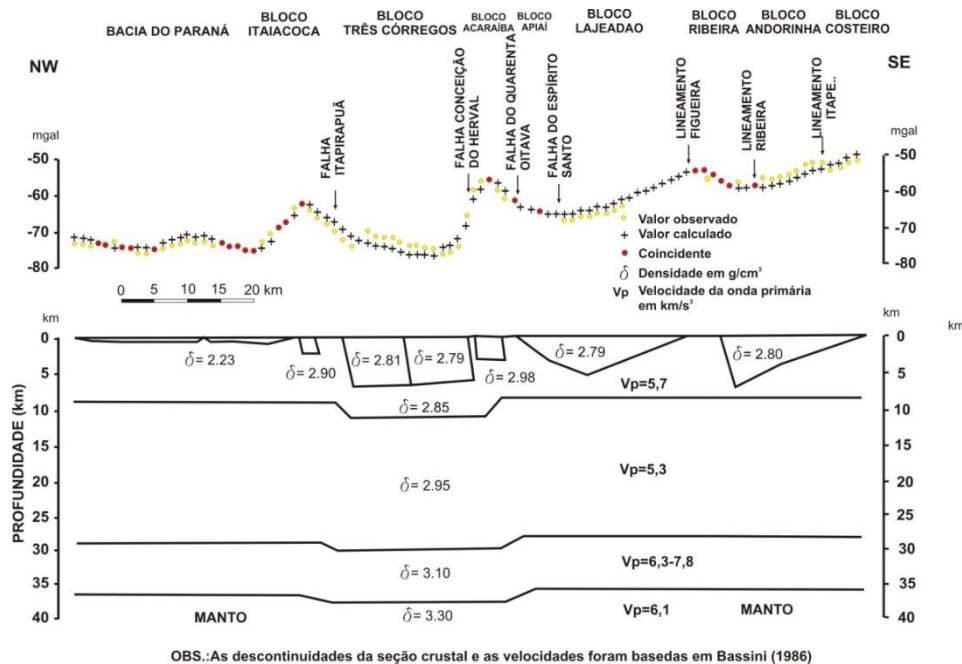 BACIA DO PARANÁ
BLOCO
ITAIACOCA
BLOCO
TRÊS CÓRREGOS
BLOCO
ACARAÍBA
BLOCO
APIAÍ
BLOCO
LAJEADAO
BLOCO
RIBEIRA
BLOCO
ANDORINHA
BLOCO
COSTEIRO
NW
SE
FALHA
ITAPIRAPUÃ
FALHA CONCEIÇÃO
DO HERVAL
FALHA DO QUARENTA
OITAVA
FALHA DO ESPÍRITO
SANTO
LINEAMENTO
FIGUEIRA
LINEAMENTO
RIBEIRA
LINEAMENTO
ITAPE..
mgal
-50
-60
-70
-80
mgal
-50
-60
-70
-80
0 5 10 15 20 km
Valor observado
+ Valor calculado
Coincidente
δ Densidade em g/cm³
Vp Velocidade da onda primária
em km/s³
km
km
km
PROFUNDIDADE (km)
0
5
10
15
20
25
30
35
40
0
5
10
15
20
25
30
35
40
δ= 2.23
δ= 2.90
δ= 2.81
δ= 2.79
δ= 2.98
δ= 2.79
δ= 2.80
Vp=5,7
δ= 2.85
Vp=5,3
δ= 2.95
Vp=6,3-7,8
δ= 3.10
MANTO
δ= 3.30
Vp=6,1
MANTO
OBS.:As descontinuidades da seção crustal e as velocidades foram basedas em Bassini (1986)